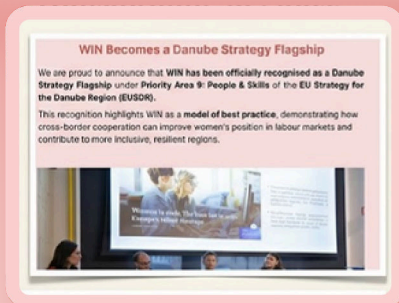 WIN Becomes a Danube Strategy Flagship
We are proud to announce that WIN has been officially recognised as a Danube
Strategy Flagship under Priority Area 9: People & Skills of the EU Strategy for
the Danube Region (EUSDR).
This recognition highlights WIN as a model of best practice, demonstrating how
cross-border cooperation can improve women's position in labour markets and
contribute to more inclusive, resilient regions.
Europe's talent